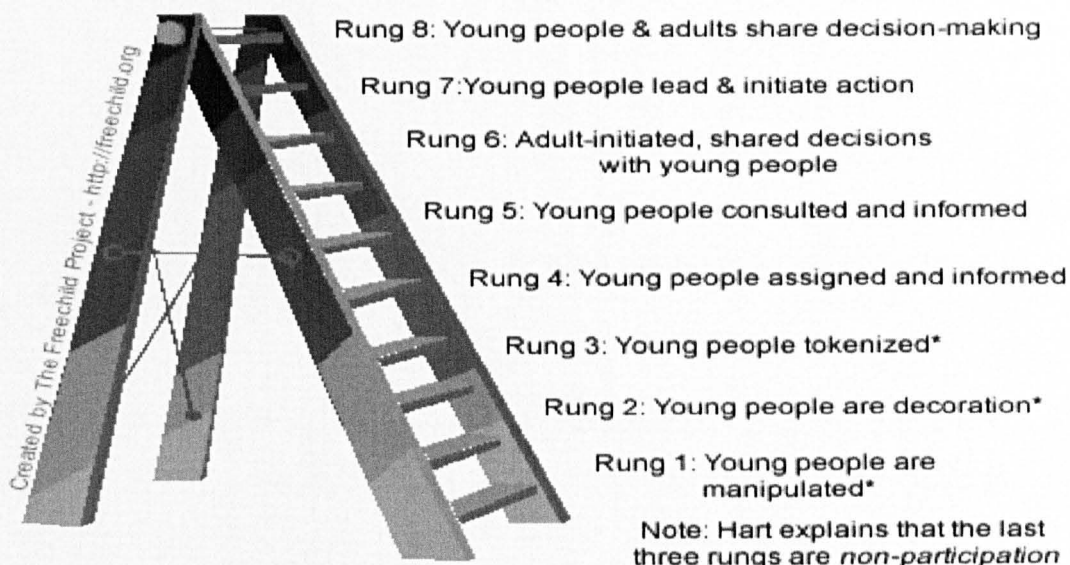 Rung 8: Young people & adults share decision-making
Rung 7:Young people lead & initiate action
Rung 6: Adult-initiated, shared decisions
with young people
Rung 5: Young people consulted and informed
Rung 4: Young people assigned and informed
Rung 3: Young people tokenized*
Rung 2: Young people are decoration*
Rung 1: Young people are
manipulated*
Note: Hart explains that the last
three rungs are non-participation
Created by The Freechild Project - http://freechild.org